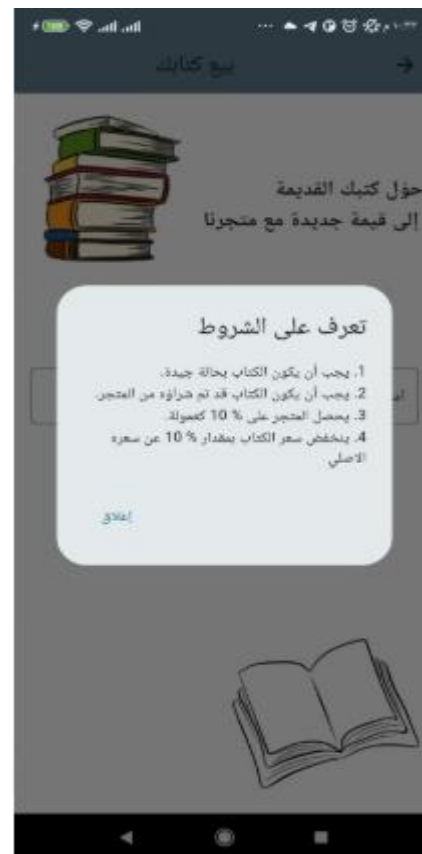 بيع كتابك
حوّل كتبك القديمة
إلى قيمة جديدة مع متجرنا
تعرف على الشروط
1. يجب أن يكون الكتاب بحالة جيدة.
2. يجب أن يكون الكتاب قد تم شراؤه من المتجر.
3. يحصل المتجر على % 10 كعمولة.
4. ينخفض سعر الكتاب بمقدار % 10 عن سعره
الاصلي
إغلاق